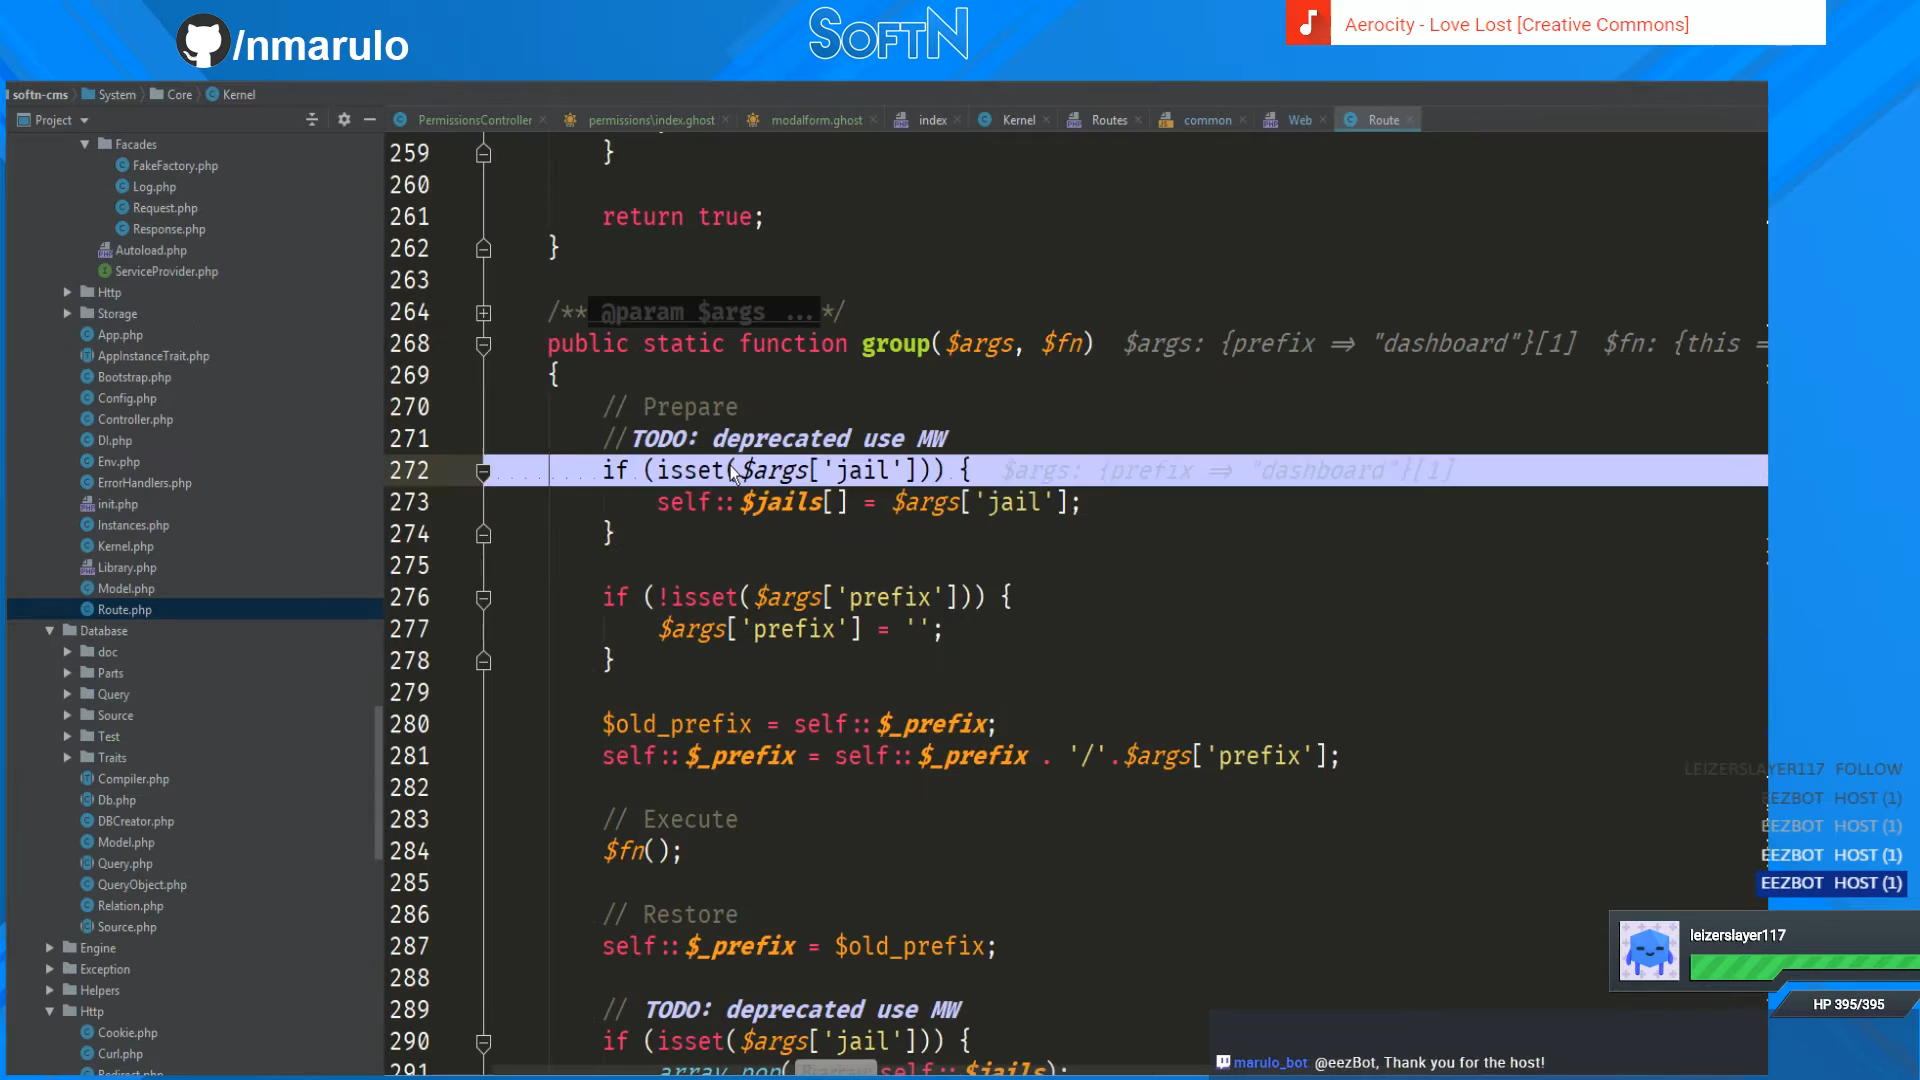 /nmarulo
SOFTN
Aerocity - Love Lost [Creative Commons]
softn-cms System Core Kernel
Project
PermissionsController permissions\index.ghost modalform.ghost index Kernel Routes common Web Route
Facades
FakeFactory.php
Log.php
Request.php
Response.php
Autoload.php
ServiceProvider.php
Http
Storage
App.php
AppInstanceTrait.php
Bootstrap.php
Config.php
Controller.php
DI.php
Env.php
ErrorHandlers.php
init.php
Instances.php
Kernel.php
Library.php
Model.php
Route.php
Database
doc
Parts
Query
Source
Test
Traits
Compiler.php
Db.php
DBCreator.php
Model.php
Query.php
QueryObject.php
Relation.php
Source.php
Engine
Exception
Helpers
Http
Cookie.php
Curl.php
Redirect.php
259 }
260
261 return true;
262 }
263
264 /** @param $args ... */
268 public static function group($args, $fn) $args: {prefix => "dashboard"}[1] $fn: {this =
269 {
270 // Prepare
271 //TODO: deprecated use MW
272 if (isset($args['jail'])) { $args: {prefix => "dashboard"}[1]
273 self::$jails[] = $args['jail'];
274 }
275
276 if (!isset($args['prefix'])) {
277 $args['prefix'] = '';
278 }
279
280 $old_prefix = self::$_prefix;
281 self::$_prefix = self::$_prefix . '/'.$args['prefix'];
282
283 // Execute
284 $fn();
285
286 // Restore
287 self::$_prefix = $old_prefix;
288
289 // TODO: deprecated use MW
290 if (isset($args['jail'])) {
291 array_pop( self::$jails);
LEIZERSLAYER117 FOLLOW
EEZBOT HOST (1)
EEZBOT HOST (1)
EEZBOT HOST (1)
EEZBOT HOST (1)
leizerslayer117
HP 395/395
marulo_bot: @eezBot, Thank you for the host!